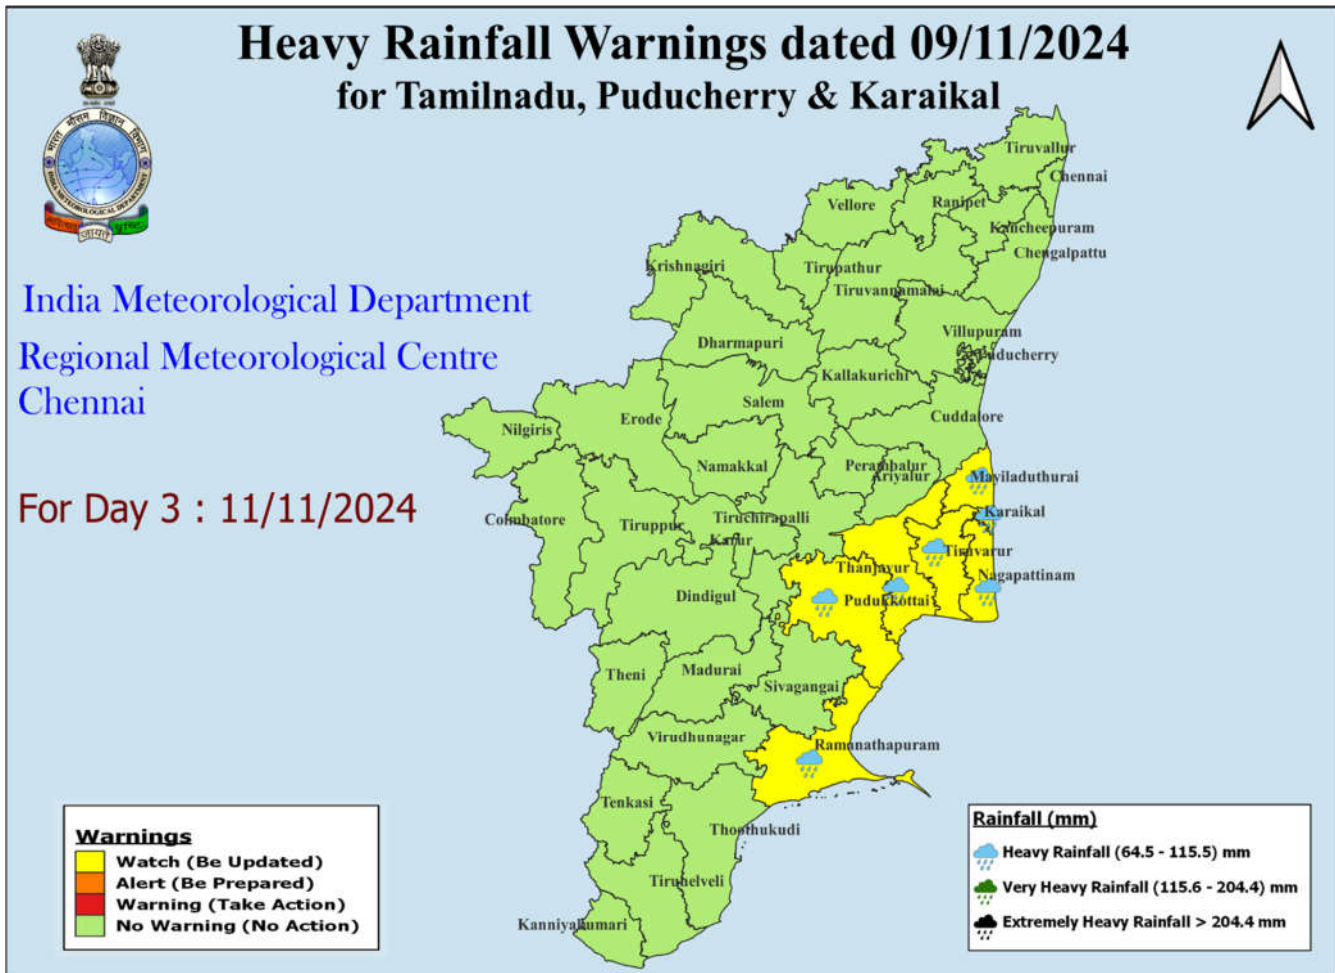 Heavy Rainfall Warnings dated 09/11/2024
for Tamilnadu, Puducherry & Karaikal
भारत मौसम विज्ञान विभाग
INDIA METEOROLOGICAL DEPARTMENT
India Meteorological Department
Regional Meteorological Centre
Chennai
For Day 3 : 11/11/2024
Tiruvallur
Chennai
Vellore
Ranipet
Kancheepuram
Chengalpattu
Krishnagiri
Tirupathur
Tiruvannamalai
Villupuram
Puducherry
Dharmapuri
Kallakurichi
Salem
Cuddalore
Erode
Nilgiris
Namakkal
Perambalur
Ariyalur
Mayiladuthurai
Karaikal
Coimbatore
Tiruppur
Tiruchirapalli
Karur
Tiruvarur
Thanjavur
Nagapattinam
Dindigul
Pudukkottai
Theni
Madurai
Sivagangai
Virudhunagar
Ramanathapuram
Tenkasi
Thoothukudi
Tirunelveli
Kanniyakumari
Warnings
Watch (Be Updated)
Alert (Be Prepared)
Warning (Take Action)
No Warning (No Action)
Rainfall (mm)
Heavy Rainfall (64.5 - 115.5) mm
Very Heavy Rainfall (115.6 - 204.4) mm
Extremely Heavy Rainfall > 204.4 mm